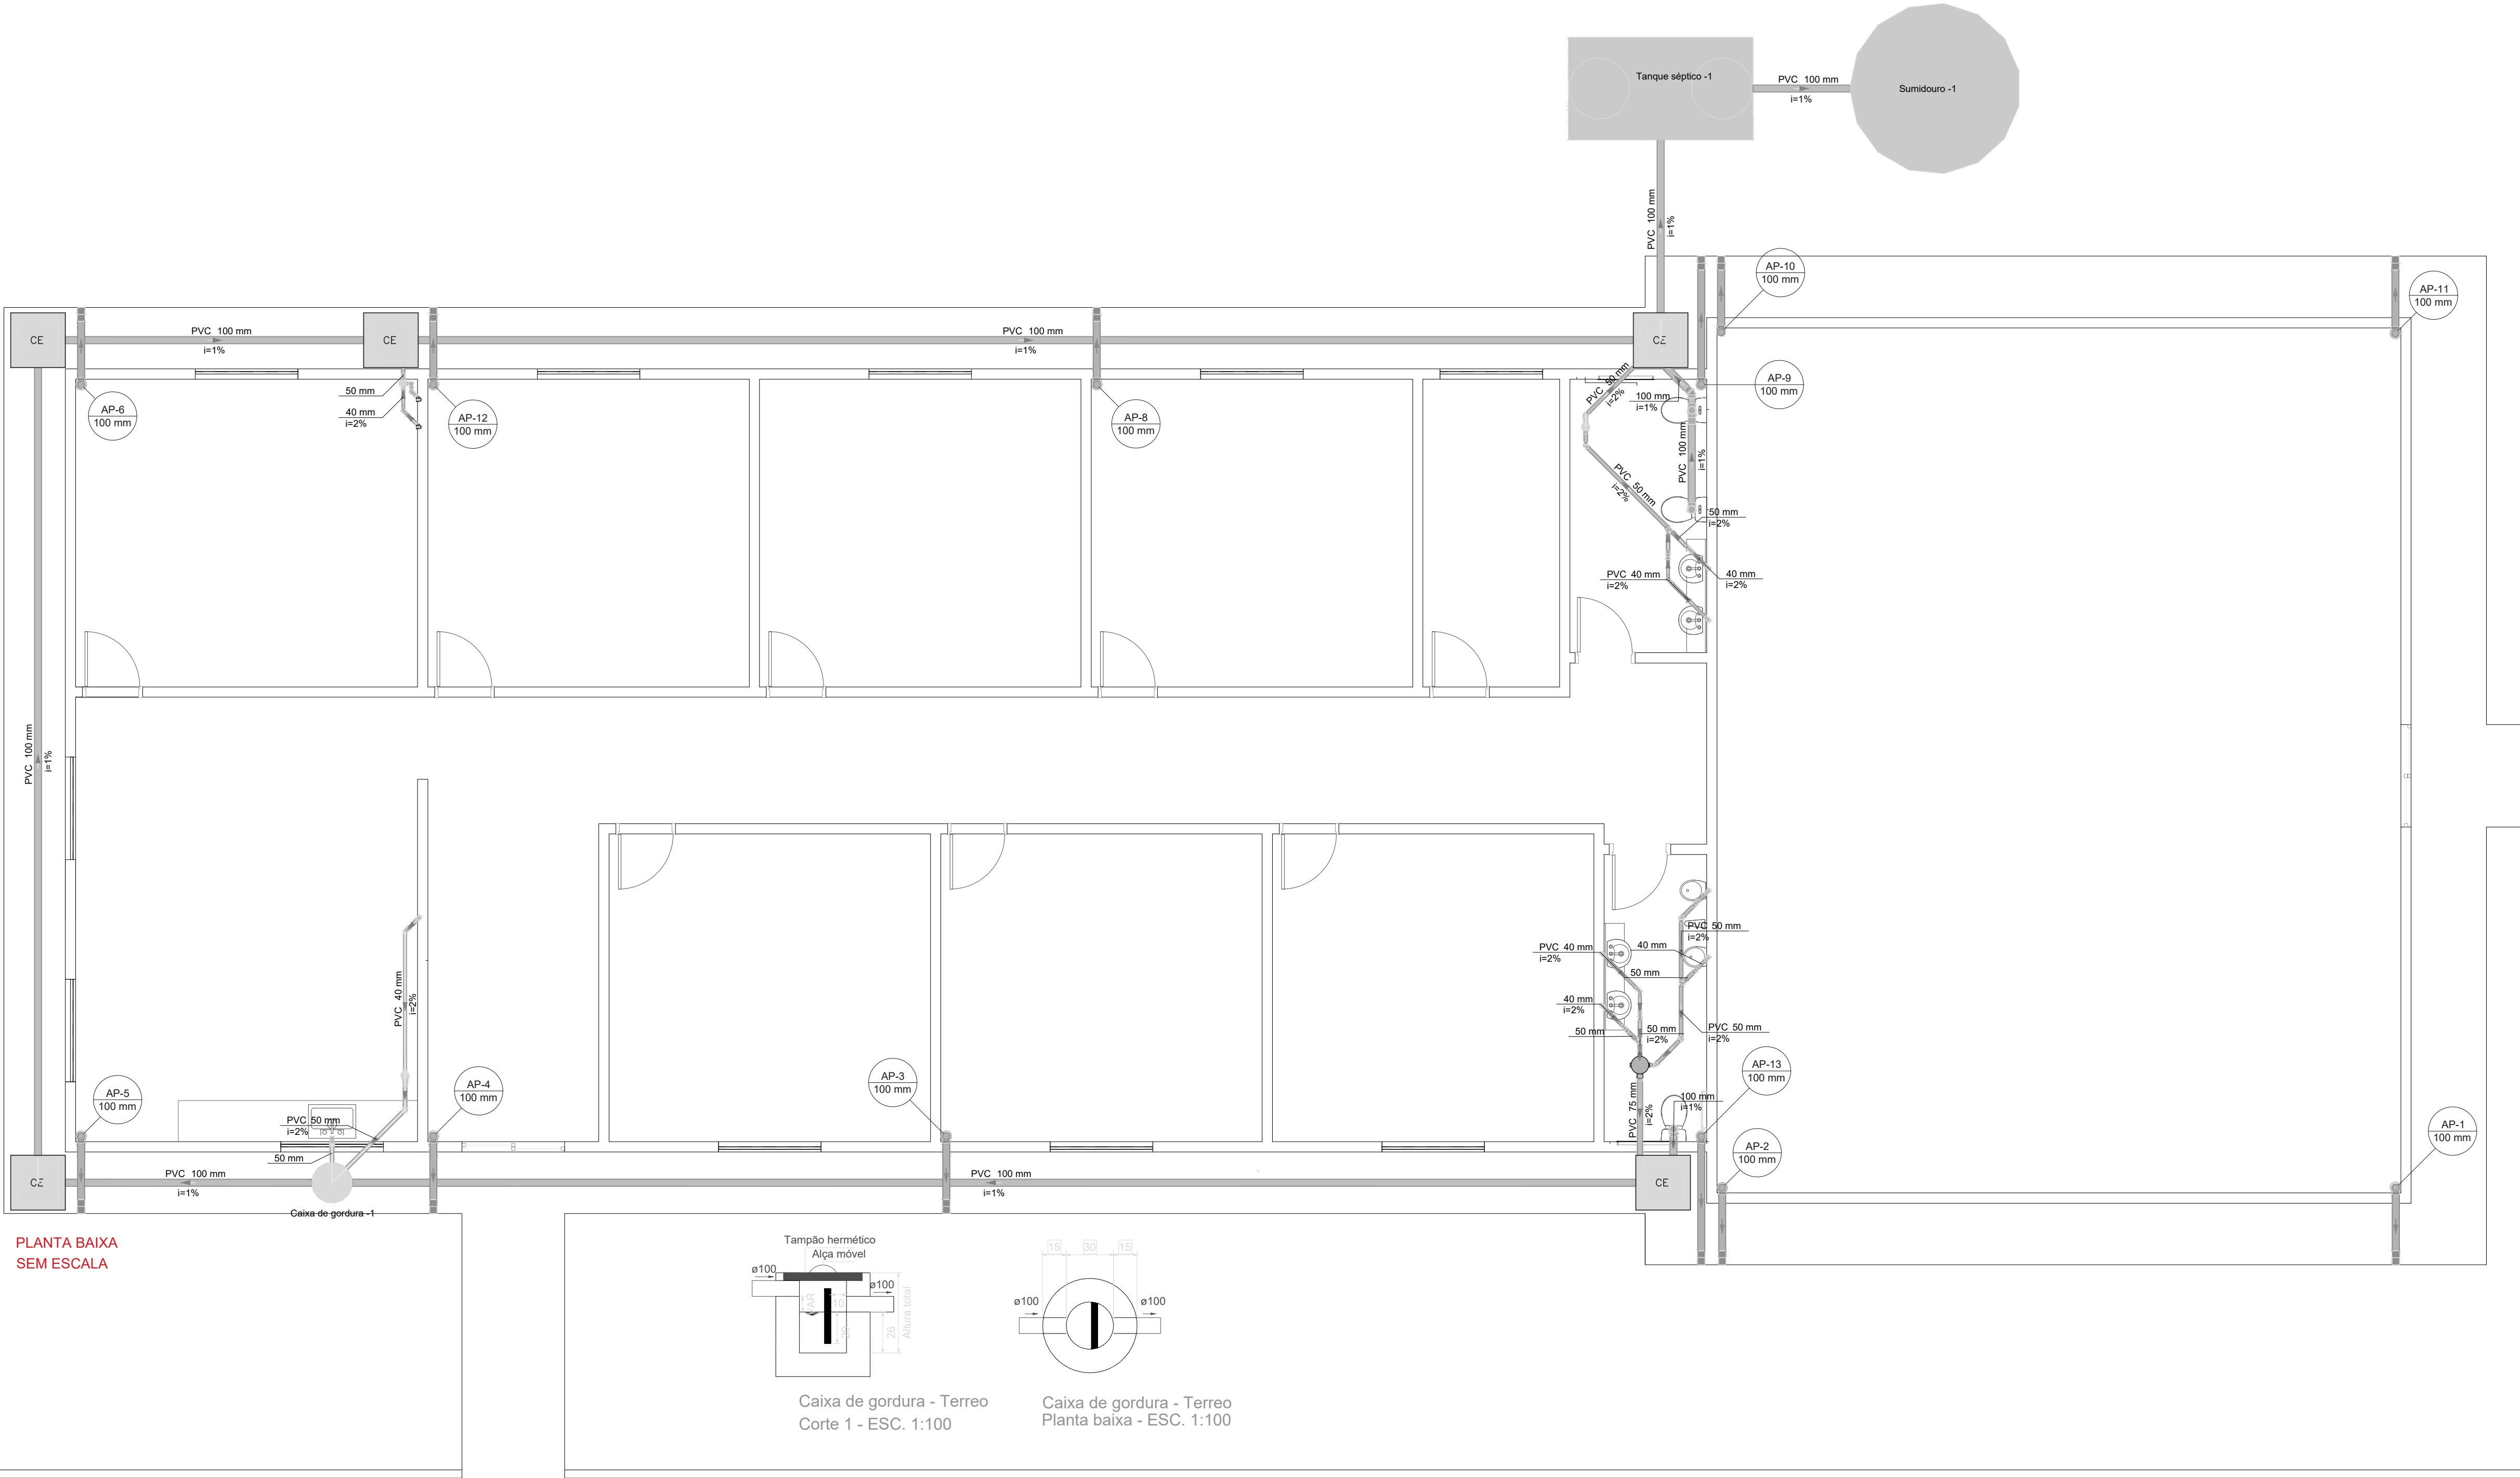 Tanque séptico -1
PVC 100 mm
i=1%
Sumidouro -1
PVC 100 mm
i=1%
AP-10
100 mm
AP-11
100 mm
CE
PVC 100 mm
i=1%
CE
PVC 100 mm
i=1%
CE
50 mm
40 mm
i=2%
AP-6
100 mm
AP-12
100 mm
AP-8
100 mm
PVC 50 mm
i=2%
100 mm
i=1%
AP-9
100 mm
PVC 100 mm
i=1%
PVC 50 mm
i=2%
50 mm
i=2%
PVC 40 mm
i=2%
40 mm
i=2%
PVC 100 mm
i=1%
PVC 40 mm
i=2%
PVC 50 mm
i=2%
PVC 40 mm
i=2%
40 mm
50 mm
40 mm
i=2%
50 mm
50 mm
i=2%
PVC 50 mm
i=2%
AP-5
100 mm
AP-4
100 mm
AP-3
100 mm
AP-13
100 mm
PVC 75 mm
i=2%
100 mm
i=1%
AP-2
100 mm
AP-1
100 mm
PVC 50 mm
i=2%
50 mm
CE
PVC 100 mm
i=1%
PVC 100 mm
i=1%
CE
Caixa de gordura -1
PLANTA BAIXA
SEM ESCALA
Tampão hermético
Alça móvel
ø100
ø100
AR
20
26
Altura total
Caixa de gordura - Terreo
Corte 1 - ESC. 1:100
15
30
15
ø100
ø100
Caixa de gordura - Terreo
Planta baixa - ESC. 1:100